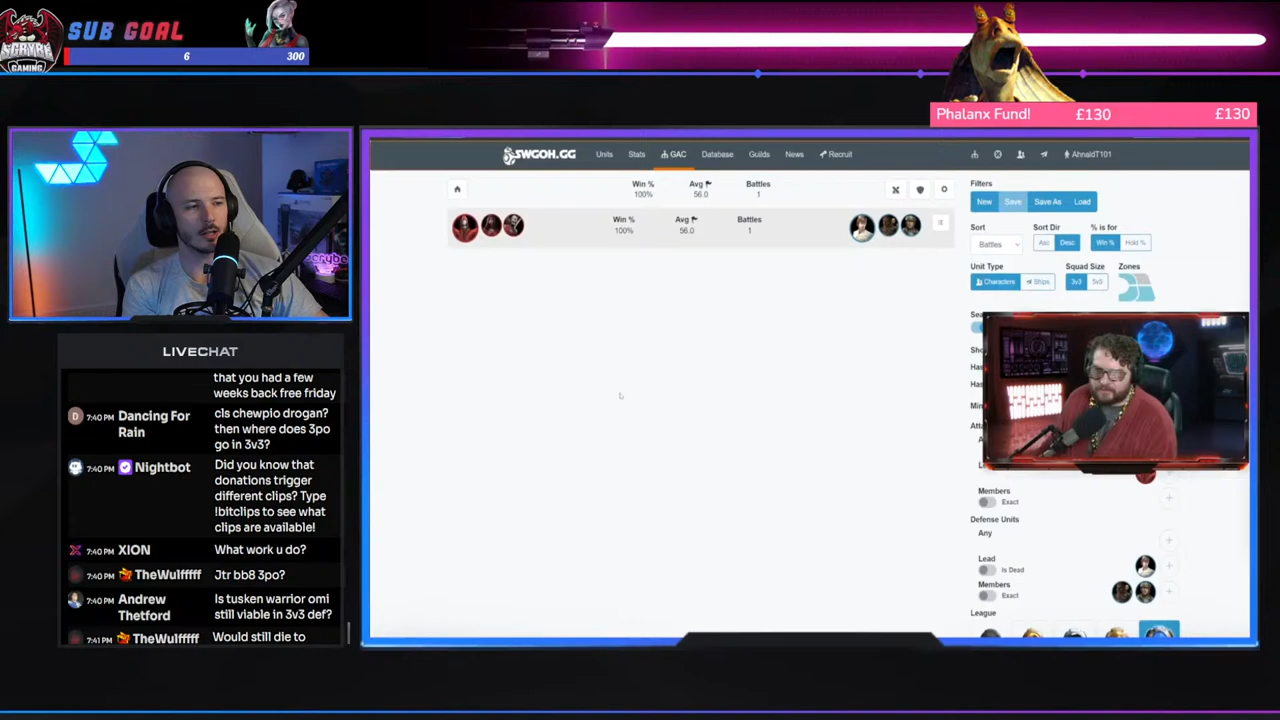 SUB GOAL
SCRYBE
GAMING
6
300
Phalanx Fund!
£130
£130
SWGOH.GG
Units
Stats
GAC
Database
Guilds
News
Recruit
AhnaldT101
Win %
100%
Avg
56.0
Battles
1
Win %
100%
Avg
56.0
Battles
1
Filters
New
Save
Save As
Load
Sort
Sort Dir
% is for
Battles
Asc
Desc
Win %
Hold %
Unit Type
Squad Size
Zones
Characters
Ships
3v3
5v5
Members
Exact
Defense Units
Any
Lead
Is Dead
Members
Exact
League
scrybe
LIVECHAT
that you had a few
weeks back free friday
7:40 PM Dancing For
Rain
cls chewpio drogan?
then where does 3po
go in 3v3?
7:40 PM Nightbot
Did you know that
donations trigger
different clips? Type
!bitclips to see what
clips are available!
7:40 PM XION
What work u do?
7:40 PM TheWulfffff
Jtr bb8 3po?
7:40 PM Andrew
Thetford
Is tusken warrior omi
still viable in 3v3 def?
7:41 PM TheWulfffff
Would still die to